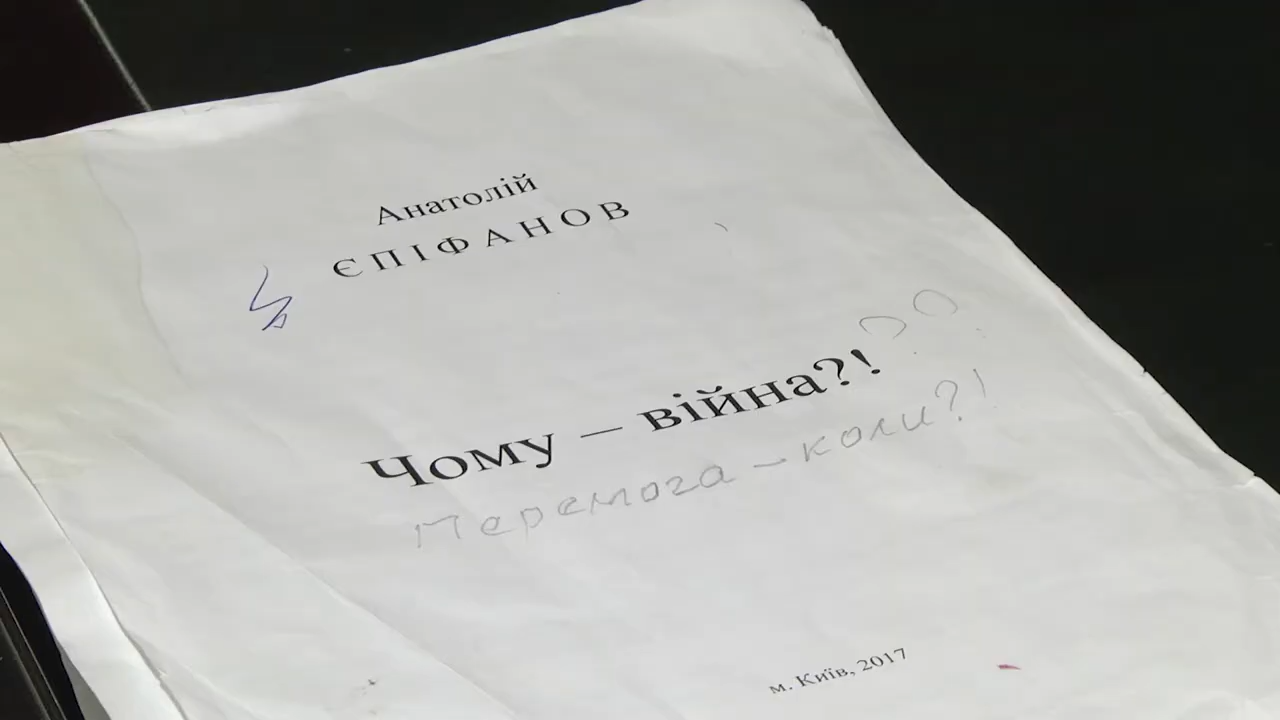 Анатолій
ЄПІФАНОВ
Чому – війна?! ??
Перемога – коли?!
м. Київ, 2017